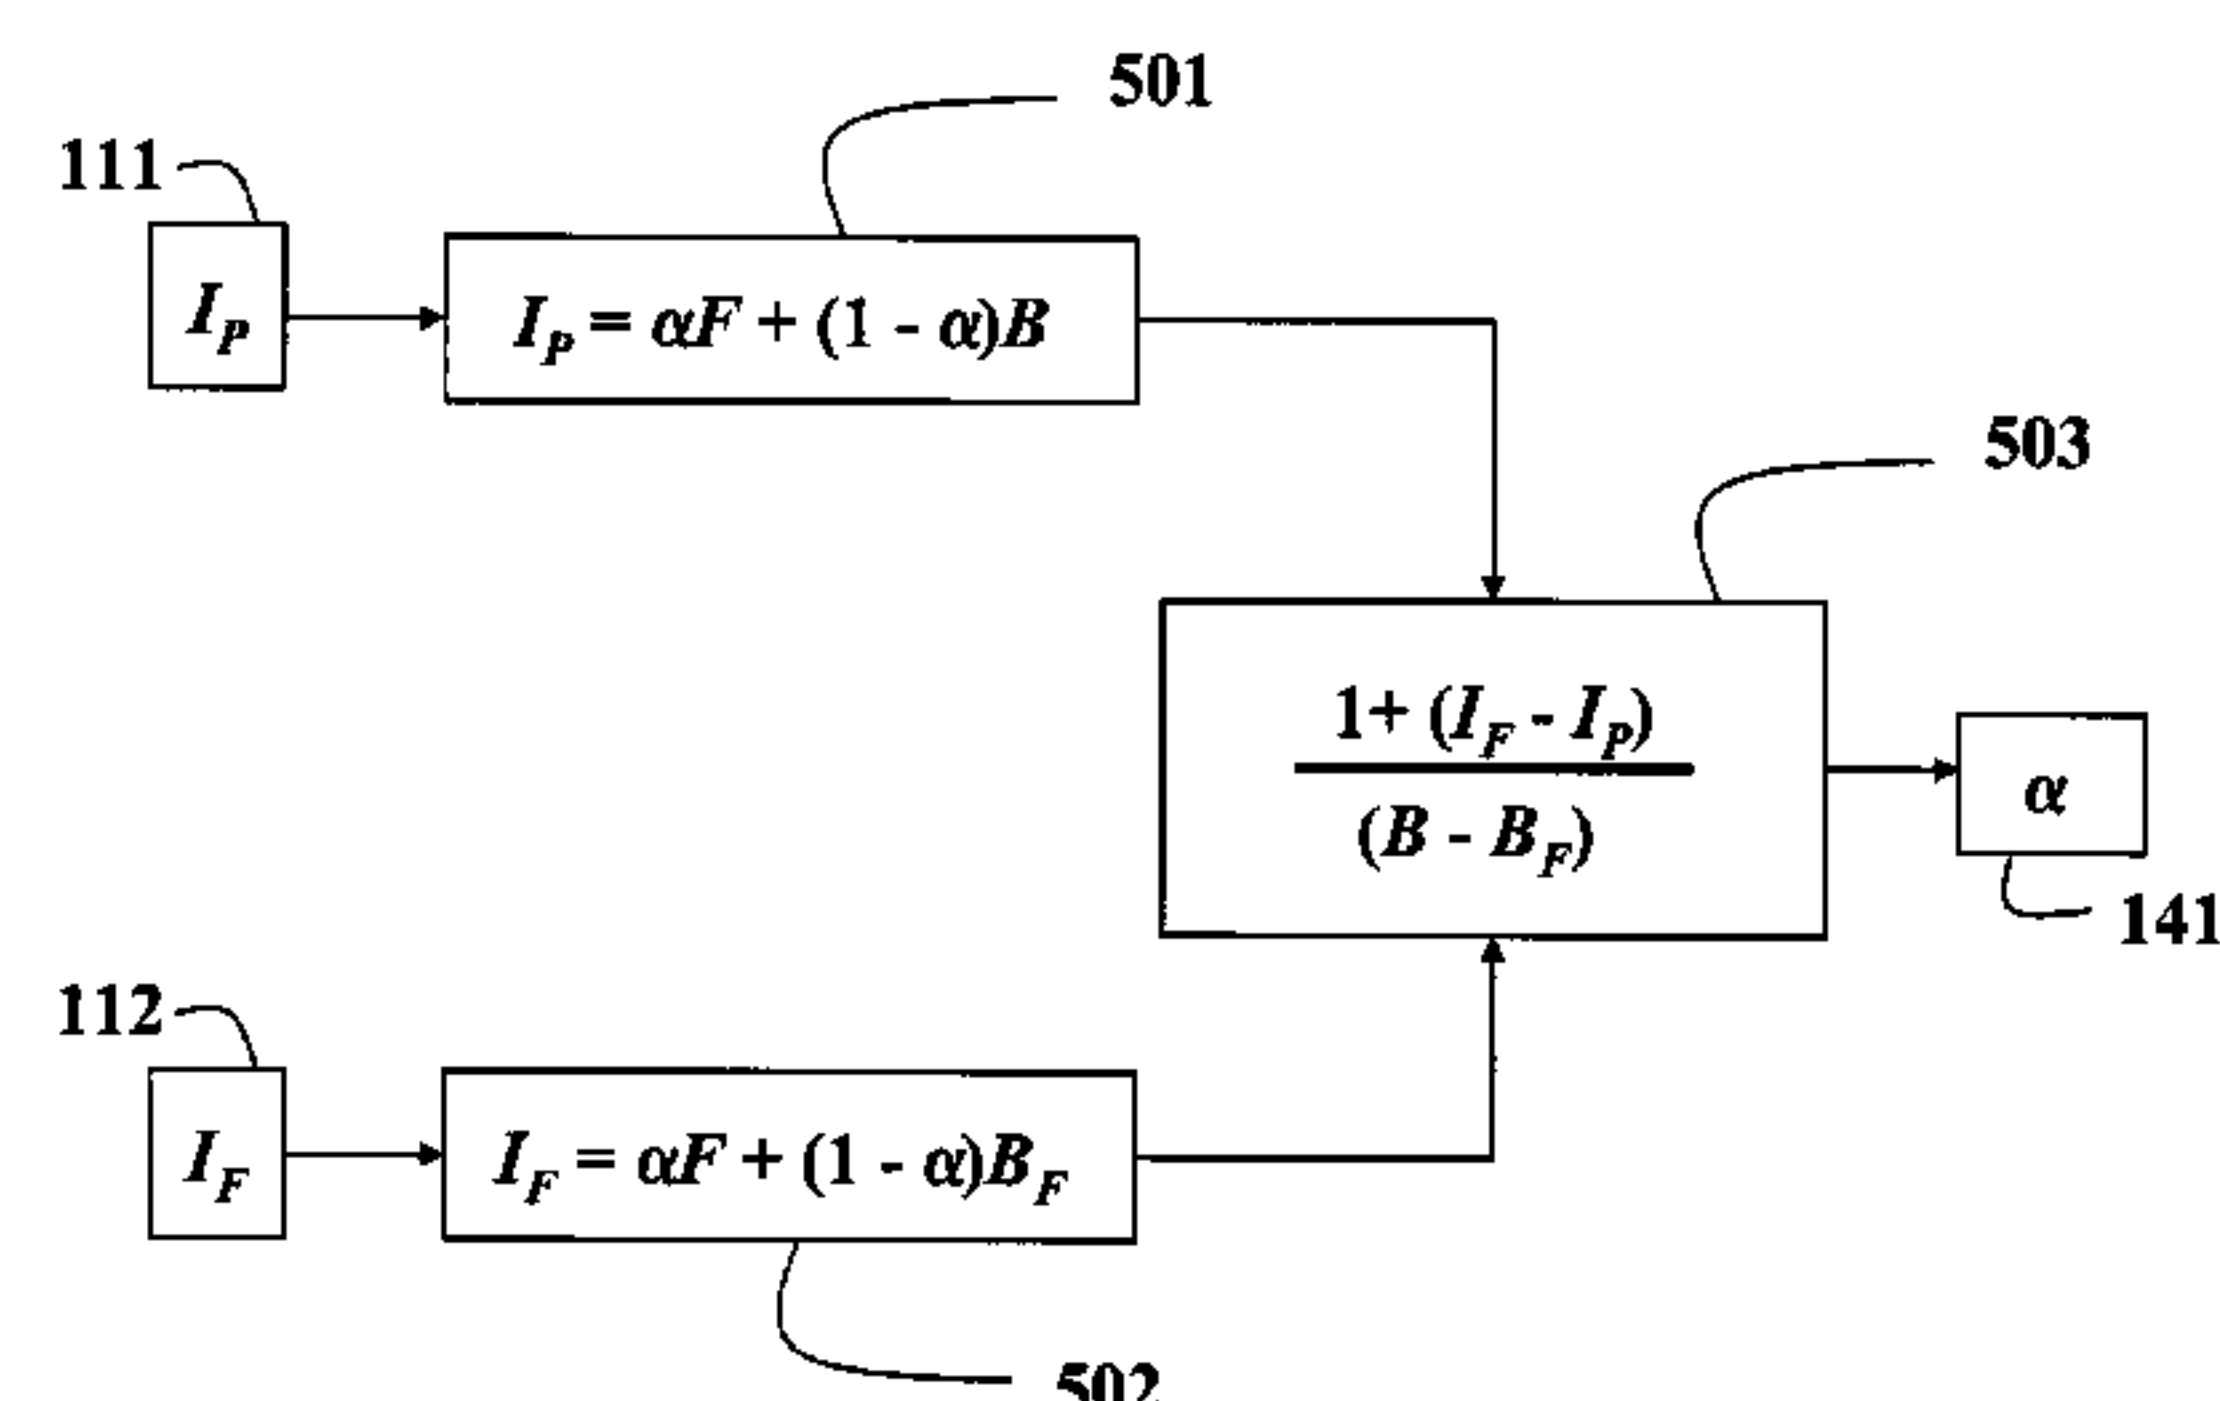 501
111
I_P
I_P = αF + (1 - α)B
503
1+ (I_F - I_P)
(B - B_F)
α
141
112
I_F
I_F = αF + (1 - α)B_F
502